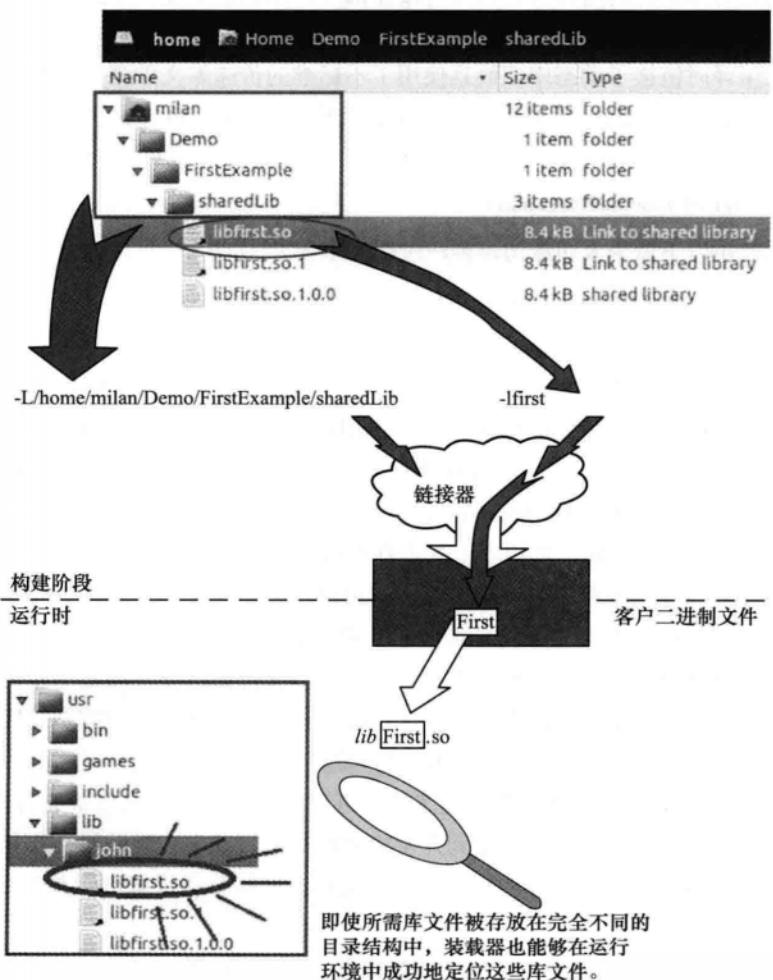 home Home Demo FirstExample sharedLib
Name Size Type
milan 12 items folder
Demo 1 item folder
FirstExample 1 item folder
sharedLib 3 items folder
libfirst.so 8.4 kB Link to shared library
libfirst.so.1 8.4 kB Link to shared library
libfirst.so.1.0.0 8.4 kB shared library
-L/home/milan/Demo/FirstExample/sharedLib -lfirst
链接器
构建阶段
运行时 客户二进制文件
First
lib First .so
usr
bin
games
include
lib
john
libfirst.so
libfirst.so.1
libfirst.so.1.0.0
即使所需库文件被存放在完全不同的
目录结构中，装载器也能够在运行
环境中成功地定位这些库文件。